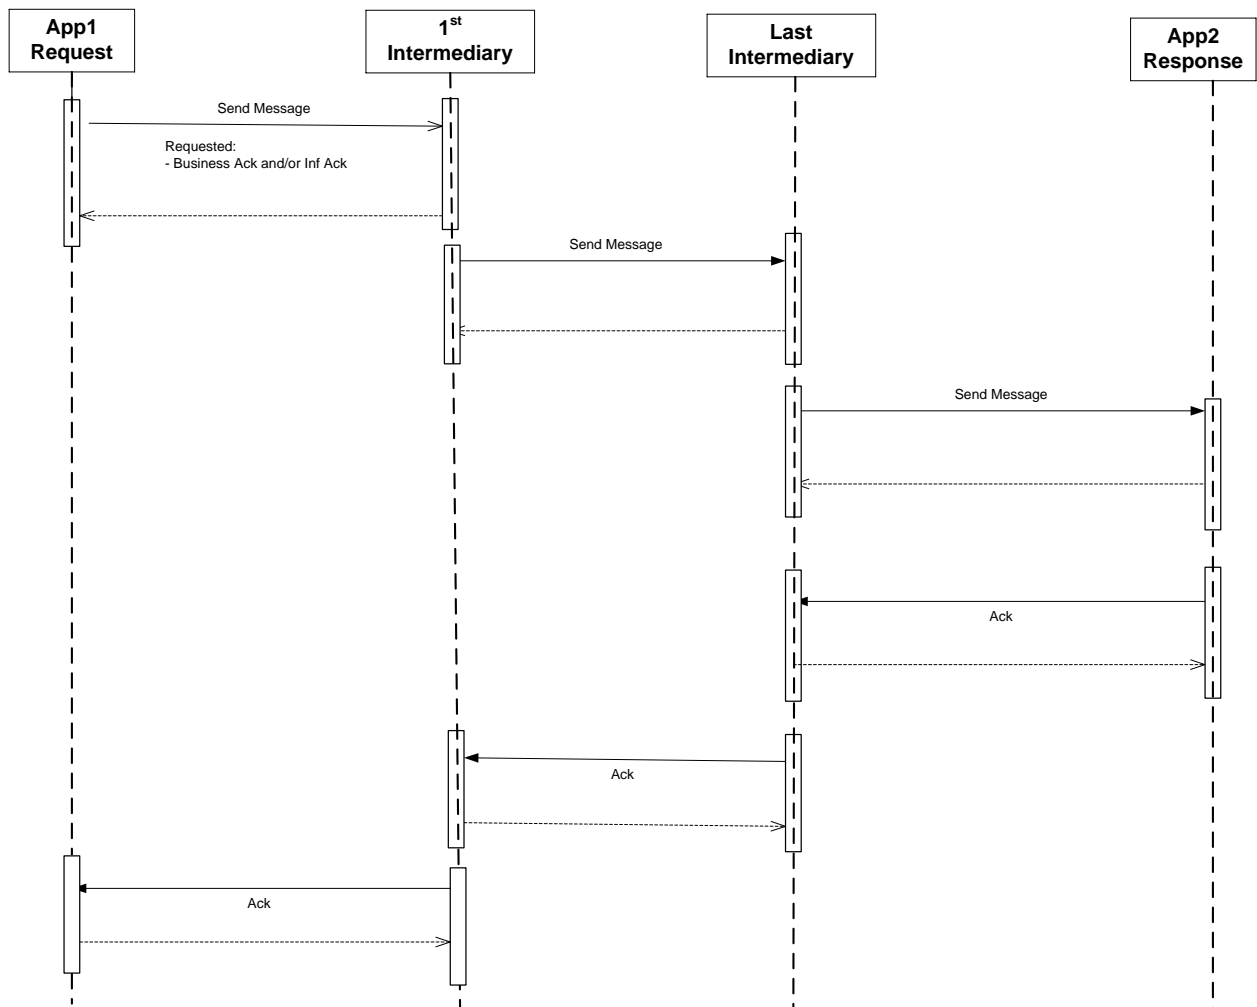 App1
Request
1st
Intermediary
Last
Intermediary
App2
Response
Send Message
Requested:
- Business Ack and/or Inf Ack
Send Message
Send Message
Ack
Ack
Ack